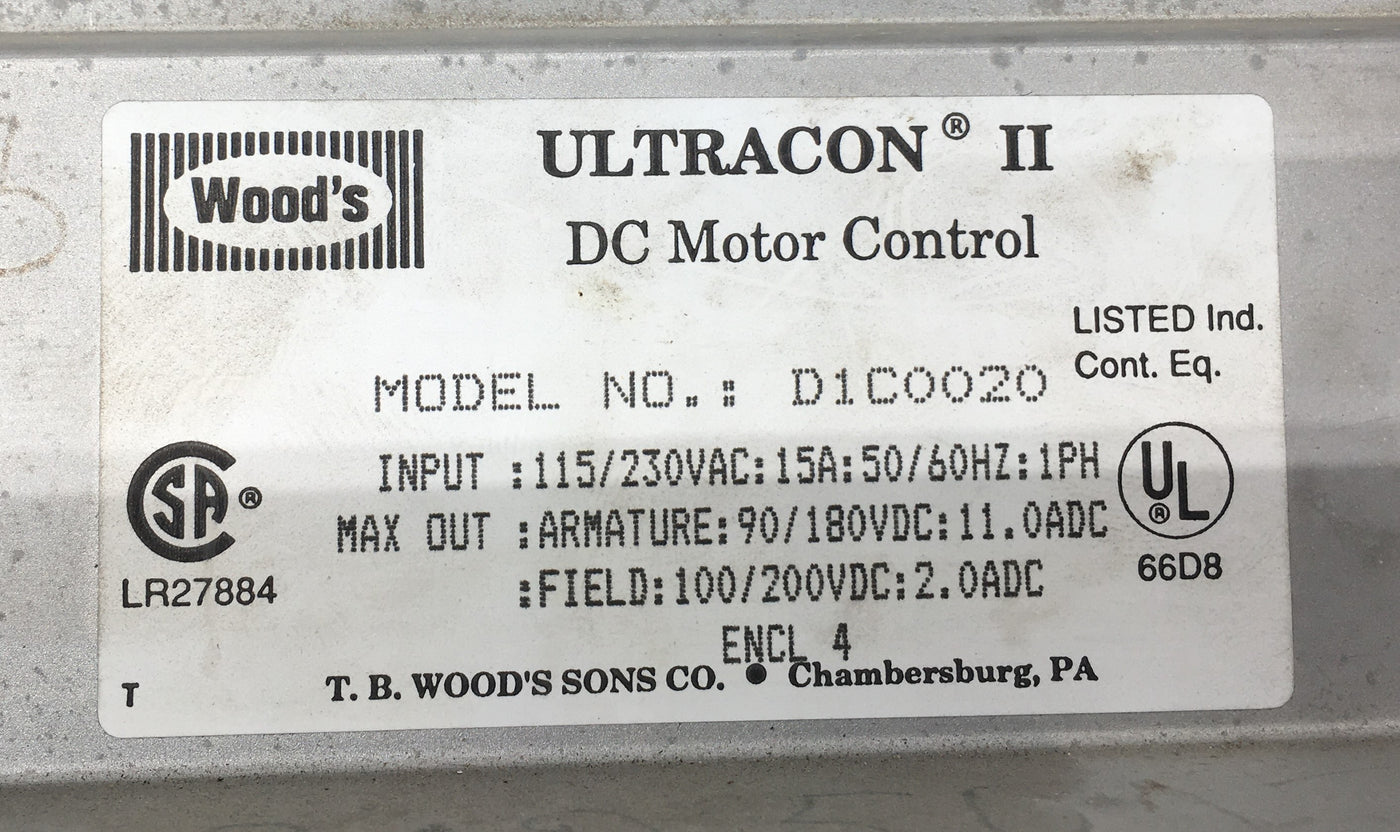 Wood's
ULTRACON® II
DC Motor Control
LISTED Ind.
Cont. Eq.
MODEL NO.: D1C0020
INPUT :115/230VAC:15A:50/60HZ:1PH
MAX OUT :ARMATURE:90/180VDC:11.0ADC
:FIELD:100/200VDC:2.0ADC
ENCL 4
SA®
LR27884
UL®
66D8
T
T. B. WOOD'S SONS CO. • Chambersburg, PA